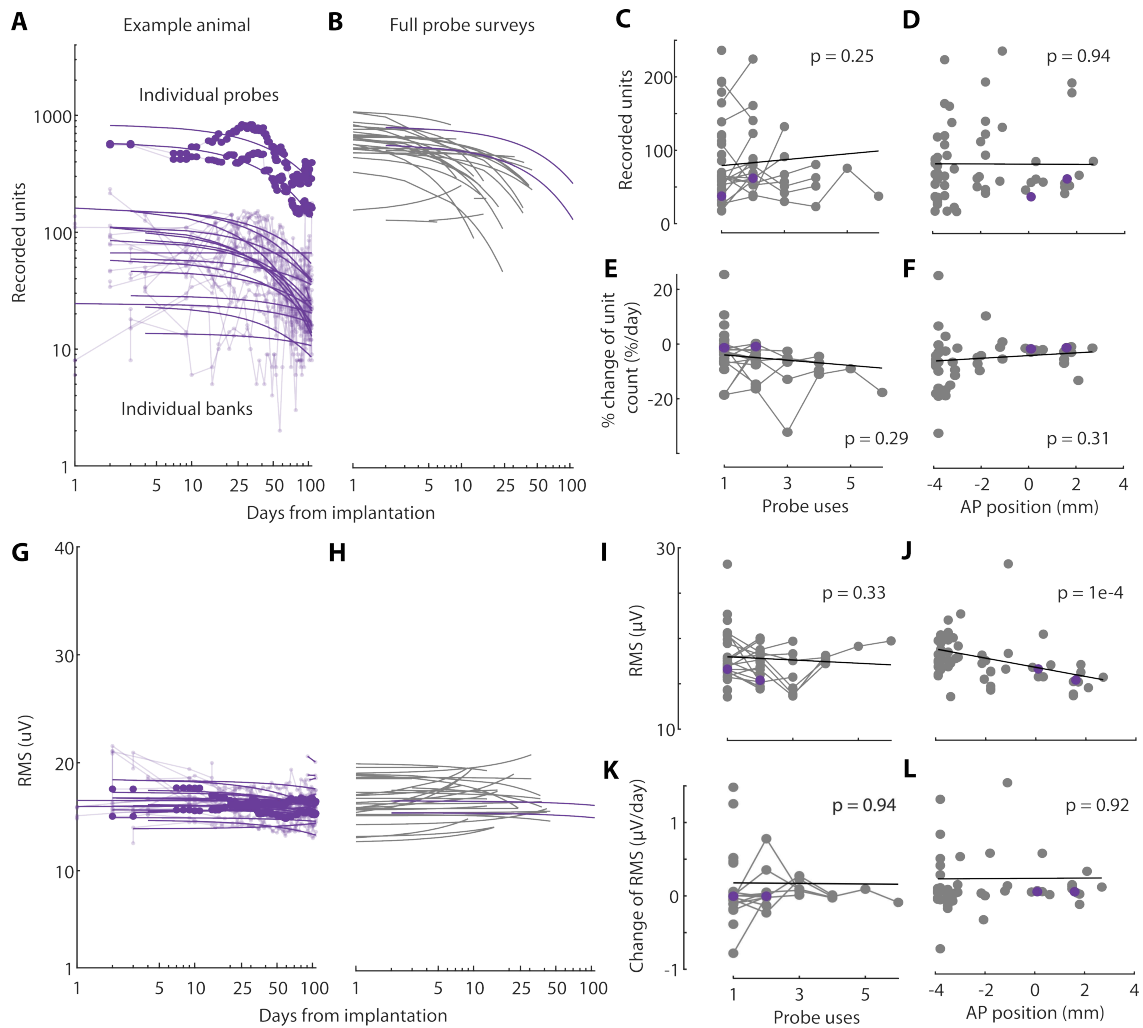 A
Example animal
B
Full probe surveys
C
D
Individual probes
Individual banks
Recorded units
1000
100
10
1
1
5
10
25
50
100
1
5
10
25
50
100
Days from implantation
Recorded units
200
100
0
p = 0.25
p = 0.94
E
F
% change of unit
count (%/day)
20
0
-20
p = 0.29
p = 0.31
1
3
5
Probe uses
-4
-2
0
2
4
AP position (mm)
G
H
RMS (uV)
40
30
20
10
1
1
5
10
25
50
100
1
5
10
25
50
100
Days from implantation
I
J
RMS (μV)
30
10
p = 0.33
p = 1e-4
K
L
Change of RMS (μV/day)
1
0
-1
p = 0.94
p = 0.92
1
3
5
Probe uses
-4
-2
0
2
4
AP position (mm)